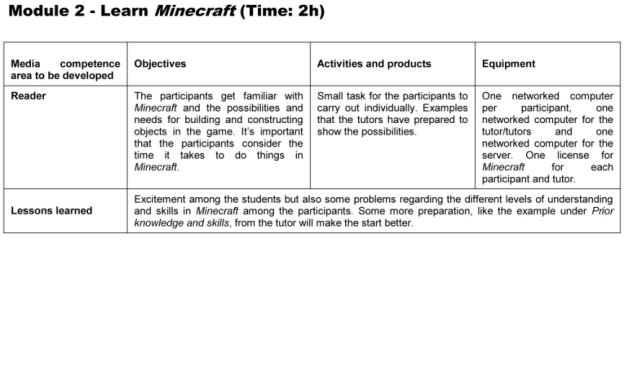 Module 2 - Learn Minecraft (Time: 2h)
Media competence
area to be developed
Objectives
Activities and products
Equipment
Reader
The participants get familiar with
Minecraft and the possibilities and
needs for building and constructing
objects in the game. It's important
that the participants consider the
time it takes to do things in
Minecraft.
Small task for the participants to
carry out individually. Examples
that the tutors have prepared to
show the possibilities.
One networked computer
per participant, one
networked computer for the
tutor/tutors and one
networked computer for the
server. One license for
Minecraft for each
participant and tutor.
Lessons learned
Excitement among the students but also some problems regarding the different levels of understanding
and skills in Minecraft among the participants. Some more preparation, like the example under Prior
knowledge and skills, from the tutor will make the start better.